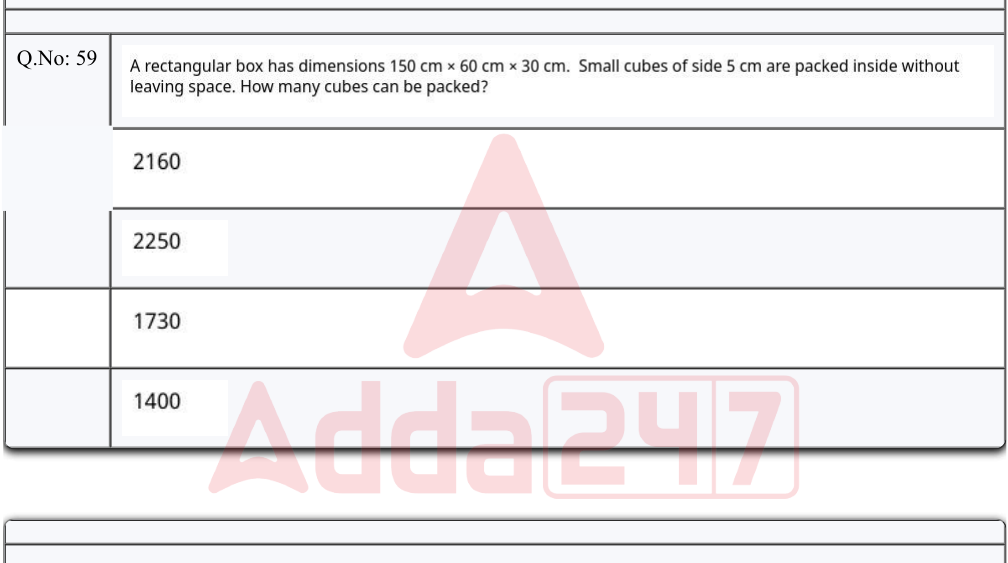 Q.No: 59
A rectangular box has dimensions 150 cm × 60 cm × 30 cm. Small cubes of side 5 cm are packed inside without
leaving space. How many cubes can be packed?
2160
2250
1730
1400
Adda247